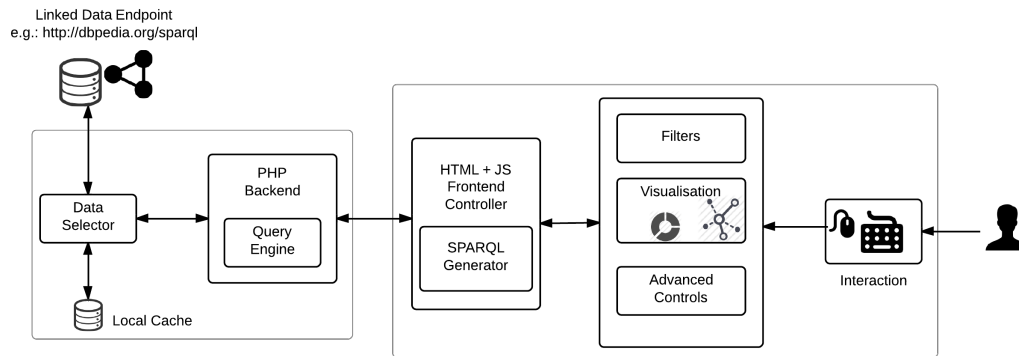 Linked Data Endpoint
e.g.: http://dbpedia.org/sparql
Data
Selector
Local Cache
PHP
Backend
Query
Engine
HTML + JS
Frontend
Controller
SPARQL
Generator
Filters
Visualisation
Advanced
Controls
Interaction